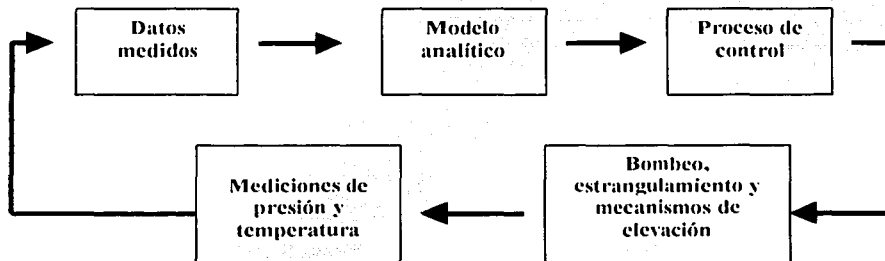 Datos
medidos
Modelo
analítico
Proceso de
control
Mediciones de
presión y
temperatura
Bombeo,
estrangulamiento y
mecanismos de
elevación